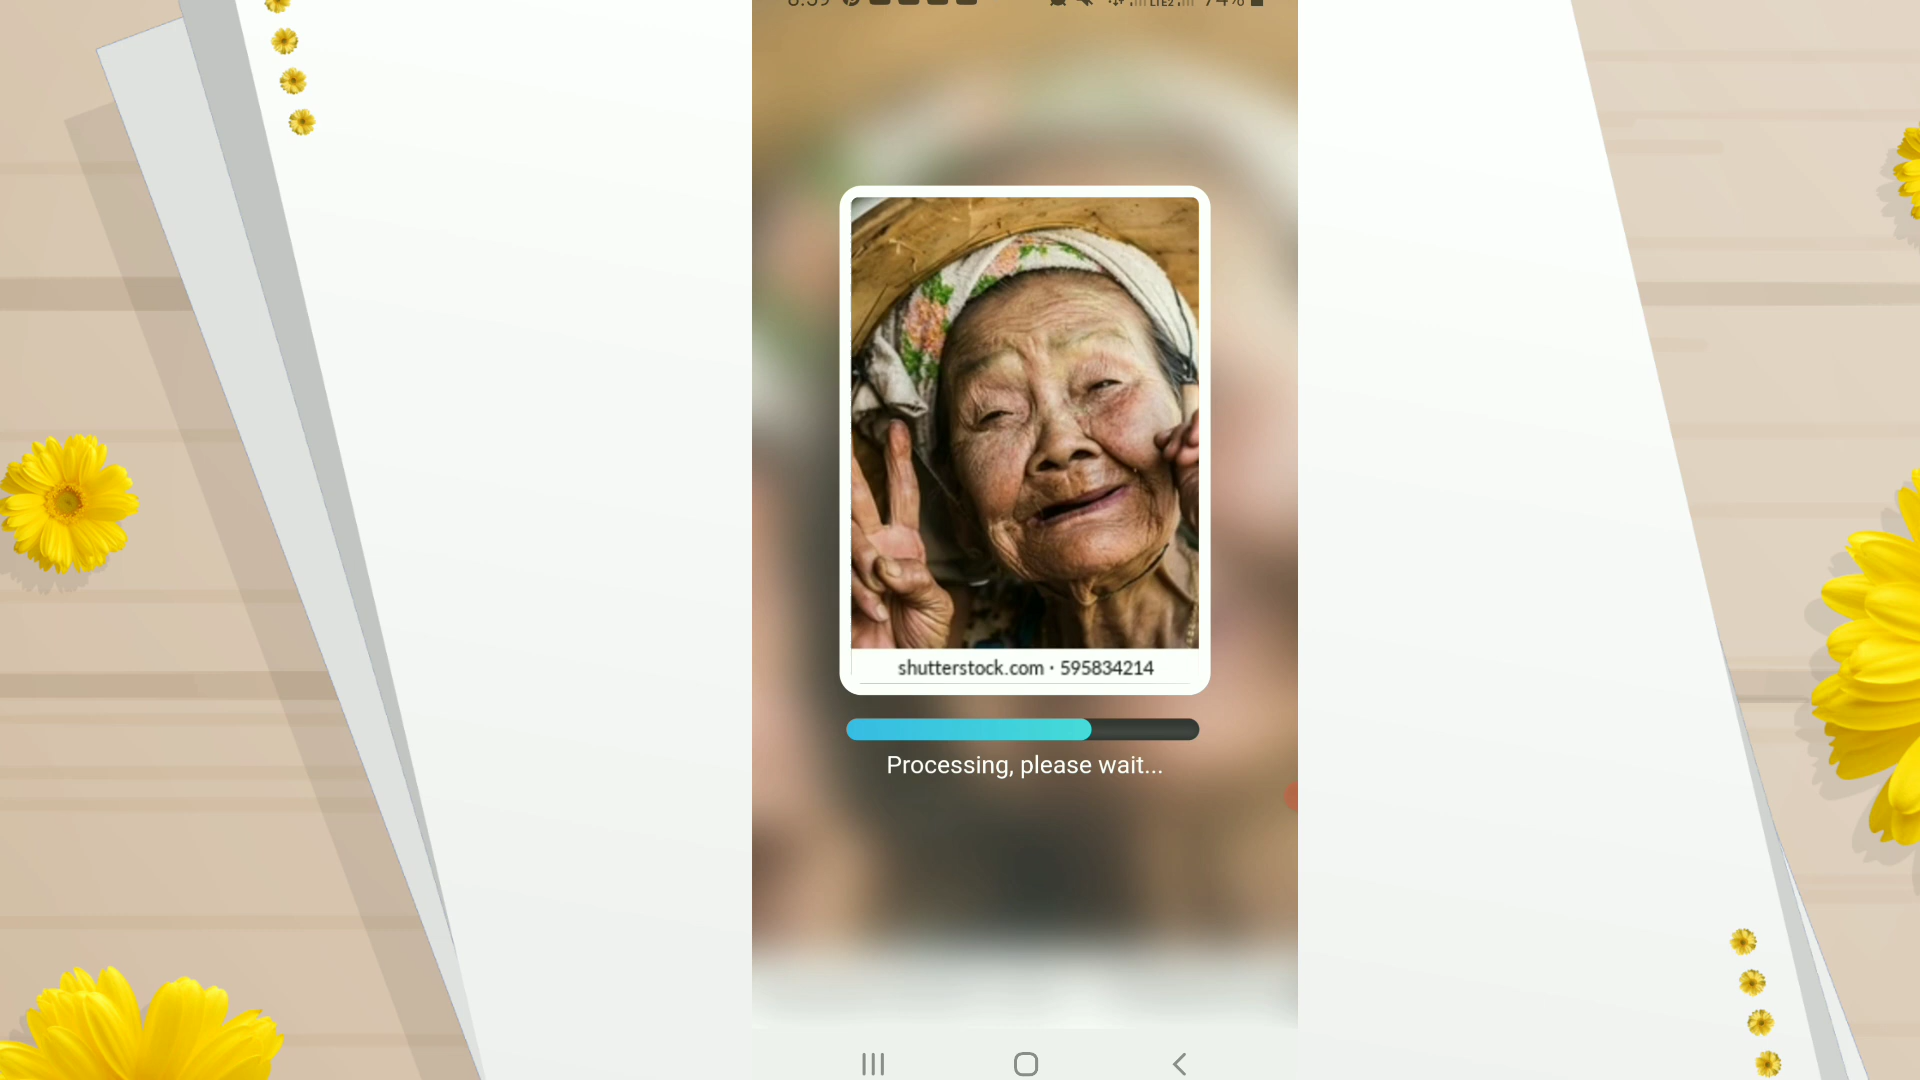 shutterstock.com · 595834214
Processing, please wait...